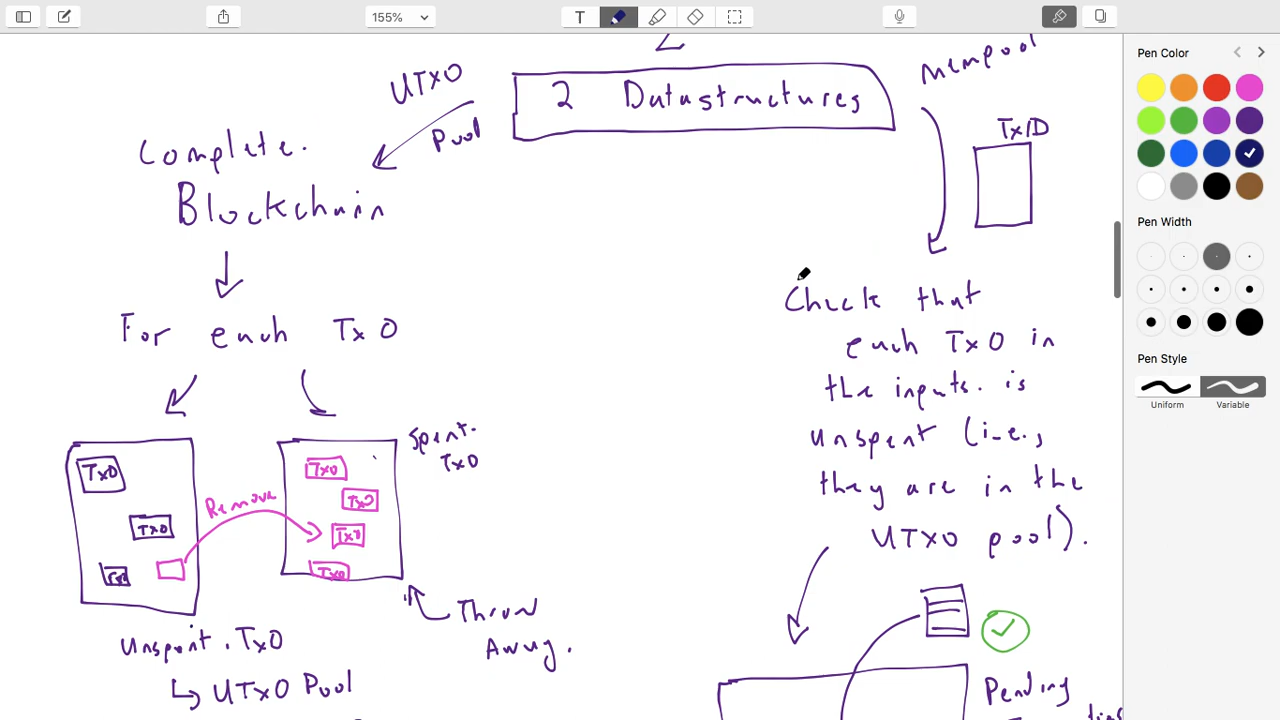 155%
T
Pen Color
mempool
UTXO
Pool
2 Datastructures
TxID
Complete.
Blockchain
Pen Width
For each TxO
Check that
each TxO in
the inputs. is
unspent (i.e.,
they are in the
UTXO pool).
Pen Style
Uniform
Variable
TxO
TxO
Remove
TxO
TxO
TxO
TxO
Spent.
TxO
Unspent. TxO
UTXO Pool
Throw
Away.
Pending